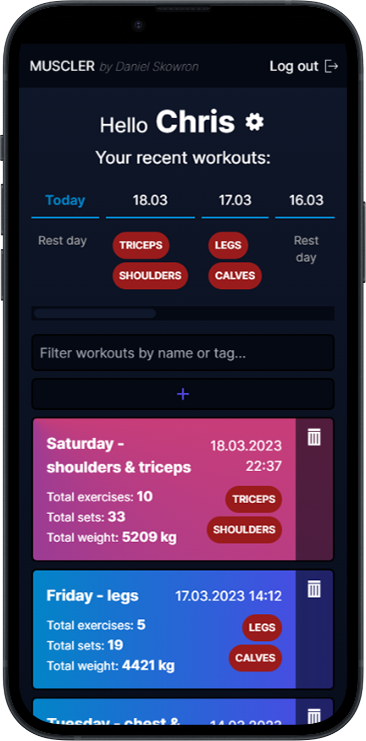 MUSCLER by Daniel Skowron Log out
Hello Chris
Your recent workouts:
Today 18.03 17.03 16.03
Rest day TRICEPS LEGS Rest
day
SHOULDERS CALVES
Filter workouts by name or tag...
+
Saturday - 18.03.2023
shoulders & triceps 22:37
Total exercises: 10 TRICEPS
Total sets: 33
SHOULDERS
Total weight: 5209 kg
Friday - legs 17.03.2023 14:12
Total exercises: 5 LEGS
Total sets: 19
CALVES
Total weight: 4421 kg
Tuesday - chest & 14.03.2023